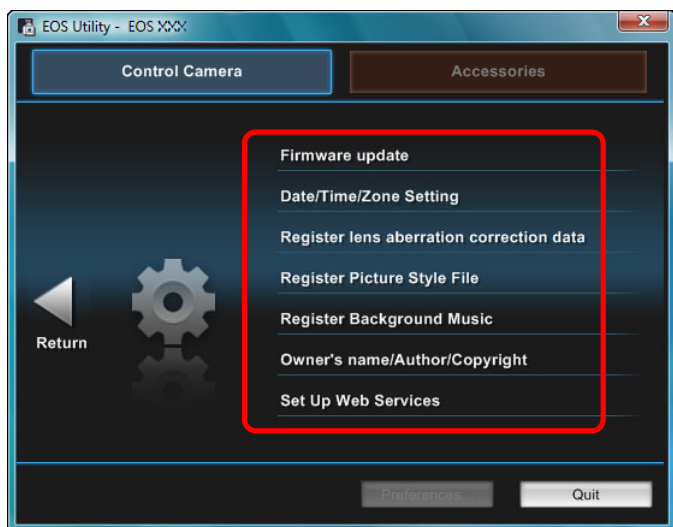 EOS Utility - EOS XXX
Control Camera
Accessories
Firmware update
Date/Time/Zone Setting
Register lens aberration correction data
Register Picture Style File
Register Background Music
Return
Owner's name/Author/Copyright
Set Up Web Services
Preferences...
Quit